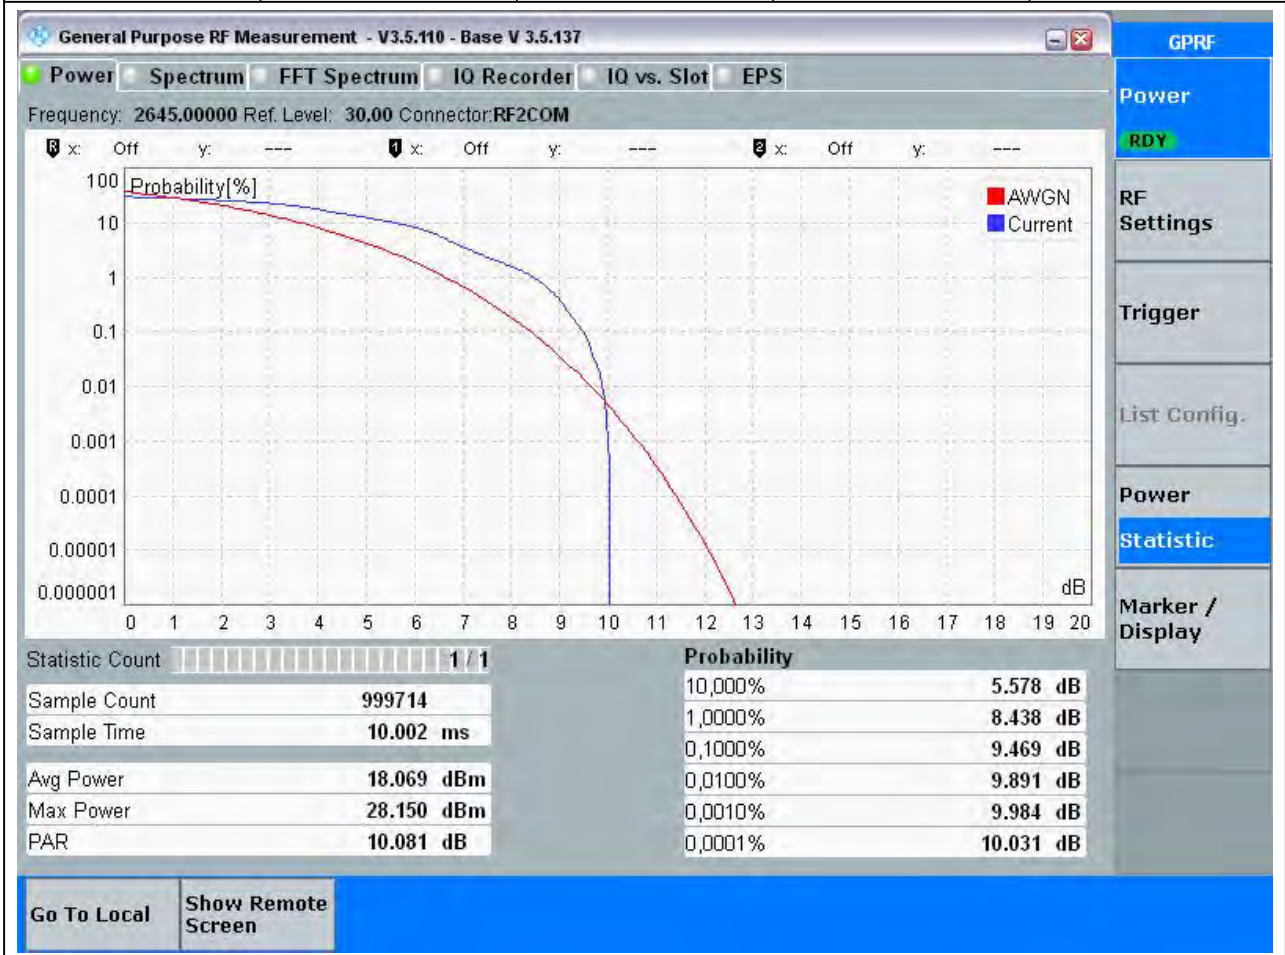 General Purpose RF Measurement - V3.5.110 - Base V 3.5.137
GPRF
Power Spectrum FFT Spectrum IQ Recorder IQ vs. Slot EPS
Frequency: 2645.00000 Ref. Level: 30.00 Connector:RF2COM
R x: Off y: --- 1 x: Off y: --- 2 x: Off y: ---
Probability[%]
AWGN
Current
100
10
1
0.1
0.01
0.001
0.0001
0.00001
0.000001
dB
0 1 2 3 4 5 6 7 8 9 10 11 12 13 14 15 16 17 18 19 20
Statistic Count 1 / 1
Sample Count 999714
Sample Time 10.002 ms
Avg Power 18.069 dBm
Max Power 28.150 dBm
PAR 10.081 dB
Probability
10,000% 5.578 dB
1,0000% 8.438 dB
0,1000% 9.469 dB
0,0100% 9.891 dB
0,0010% 9.984 dB
0,0001% 10.031 dB
Power
RDY
RF
Settings
Trigger
List Config.
Power
Statistic
Marker /
Display
Go To Local
Show Remote
Screen